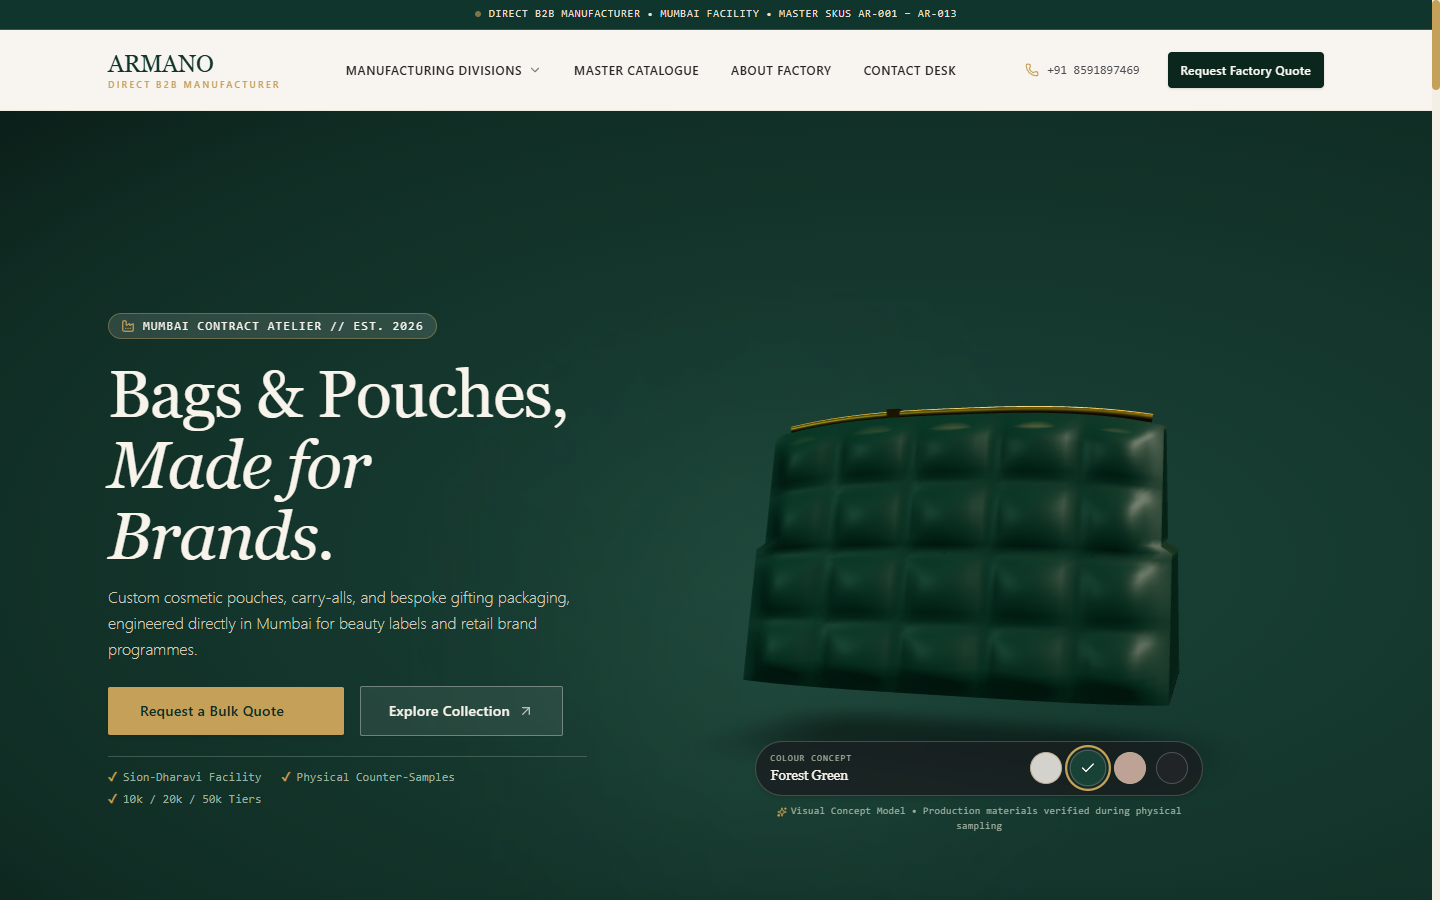 DIRECT B2B MANUFACTURER • MUMBAI FACILITY • MASTER SKUS AR-001 – AR-013
ARMANO
DIRECT B2B MANUFACTURER
MANUFACTURING DIVISIONS
MASTER CATALOGUE
ABOUT FACTORY
CONTACT DESK
+91 8591897469
Request Factory Quote
MUMBAI CONTRACT ATELIER // EST. 2026
Bags & Pouches,
Made for
Brands.
Custom cosmetic pouches, carry-alls, and bespoke gifting packaging,
engineered directly in Mumbai for beauty labels and retail brand
programmes.
Request a Bulk Quote
Explore Collection
✓ Sion-Dharavi Facility ✓ Physical Counter-Samples
✓ 10k / 20k / 50k Tiers
COLOUR CONCEPT
Forest Green
Visual Concept Model • Production materials verified during physical
sampling